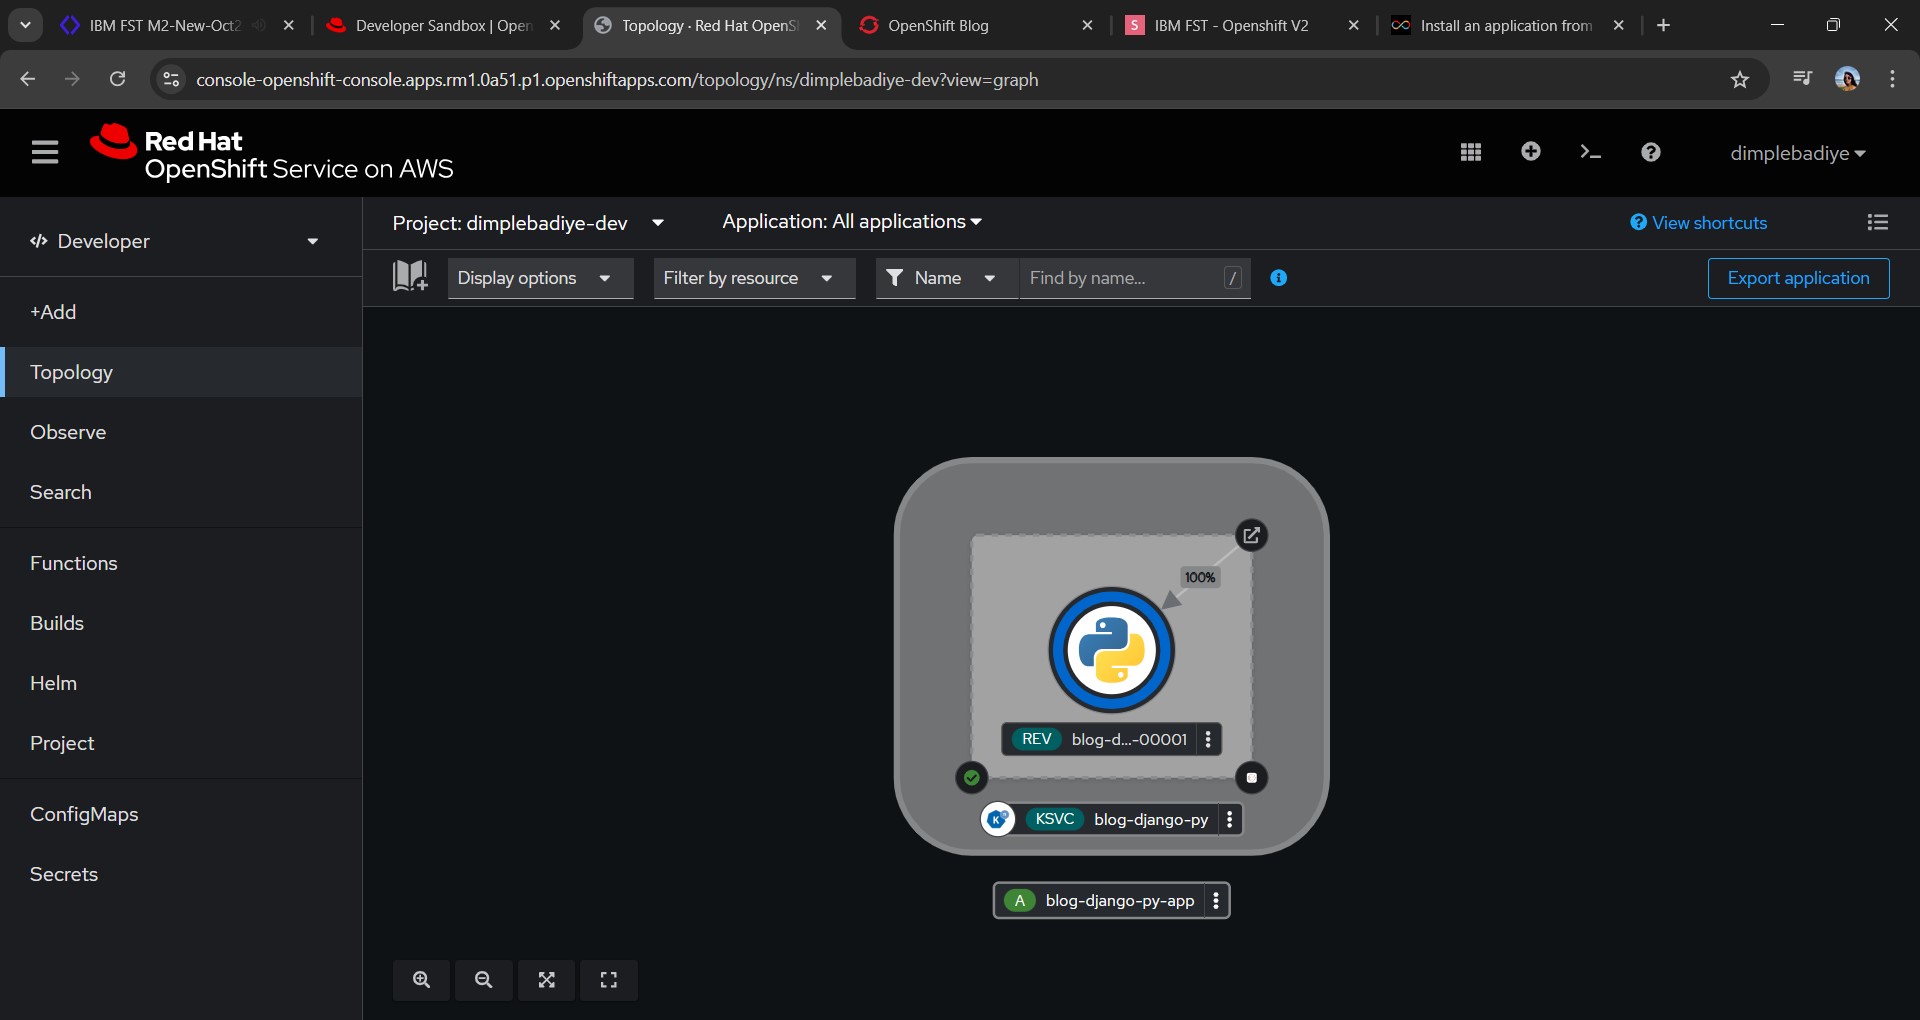 IBM FST M2-New-Oct2
Developer Sandbox | Open
Topology · Red Hat OpenS
OpenShift Blog
S IBM FST - Openshift V2
Install an application from
console-openshift-console.apps.rm1.0a51.p1.openshiftapps.com/topology/ns/dimplebadiye-dev?view=graph
Red Hat
OpenShift Service on AWS
dimplebadiye
Developer
Project: dimplebadiye-dev
Application: All applications
View shortcuts
Display options
Filter by resource
Name
Find by name...
/
Export application
+Add
Topology
Observe
Search
Functions
Builds
Helm
Project
ConfigMaps
Secrets
100%
REV blog-d...-00001
K KSVC blog-django-py
A blog-django-py-app